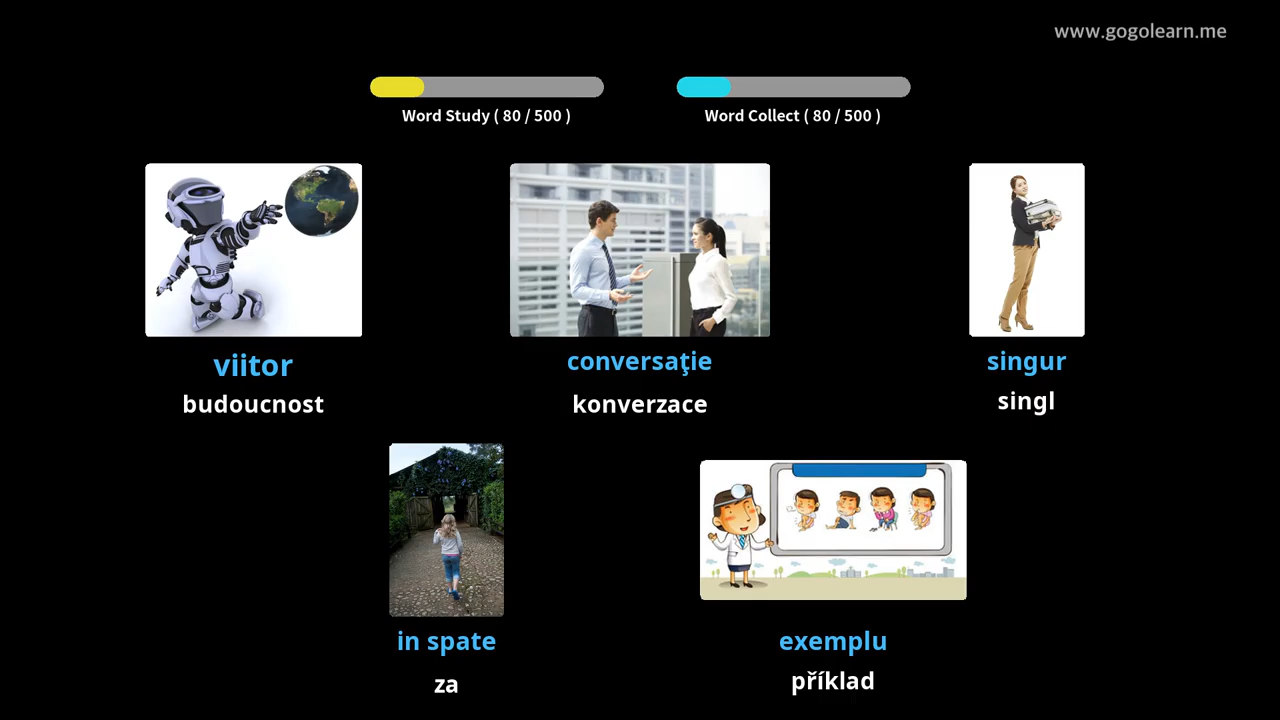 www.gogolearn.me
Word Study ( 80 / 500 )
Word Collect ( 80 / 500 )
viitor
conversaţie
singur
budoucnost
konverzace
singl
in spate
exemplu
za
příklad